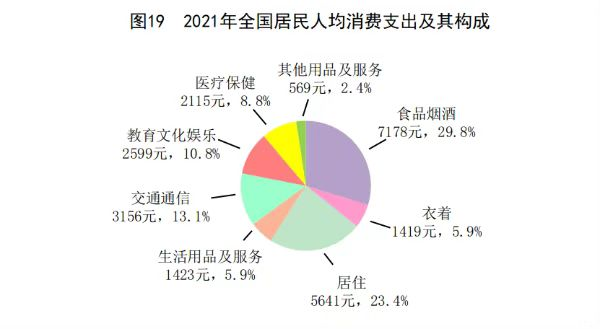 图19 2021年全国居民人均消费支出及其构成
其他用品及服务
569元，2.4%
食品烟酒
7178元，29.8%
衣着
1419元，5.9%
居住
5641元，23.4%
生活用品及服务
1423元，5.9%
交通通信
3156元，13.1%
教育文化娱乐
2599元，10.8%
医疗保健
2115元，8.8%